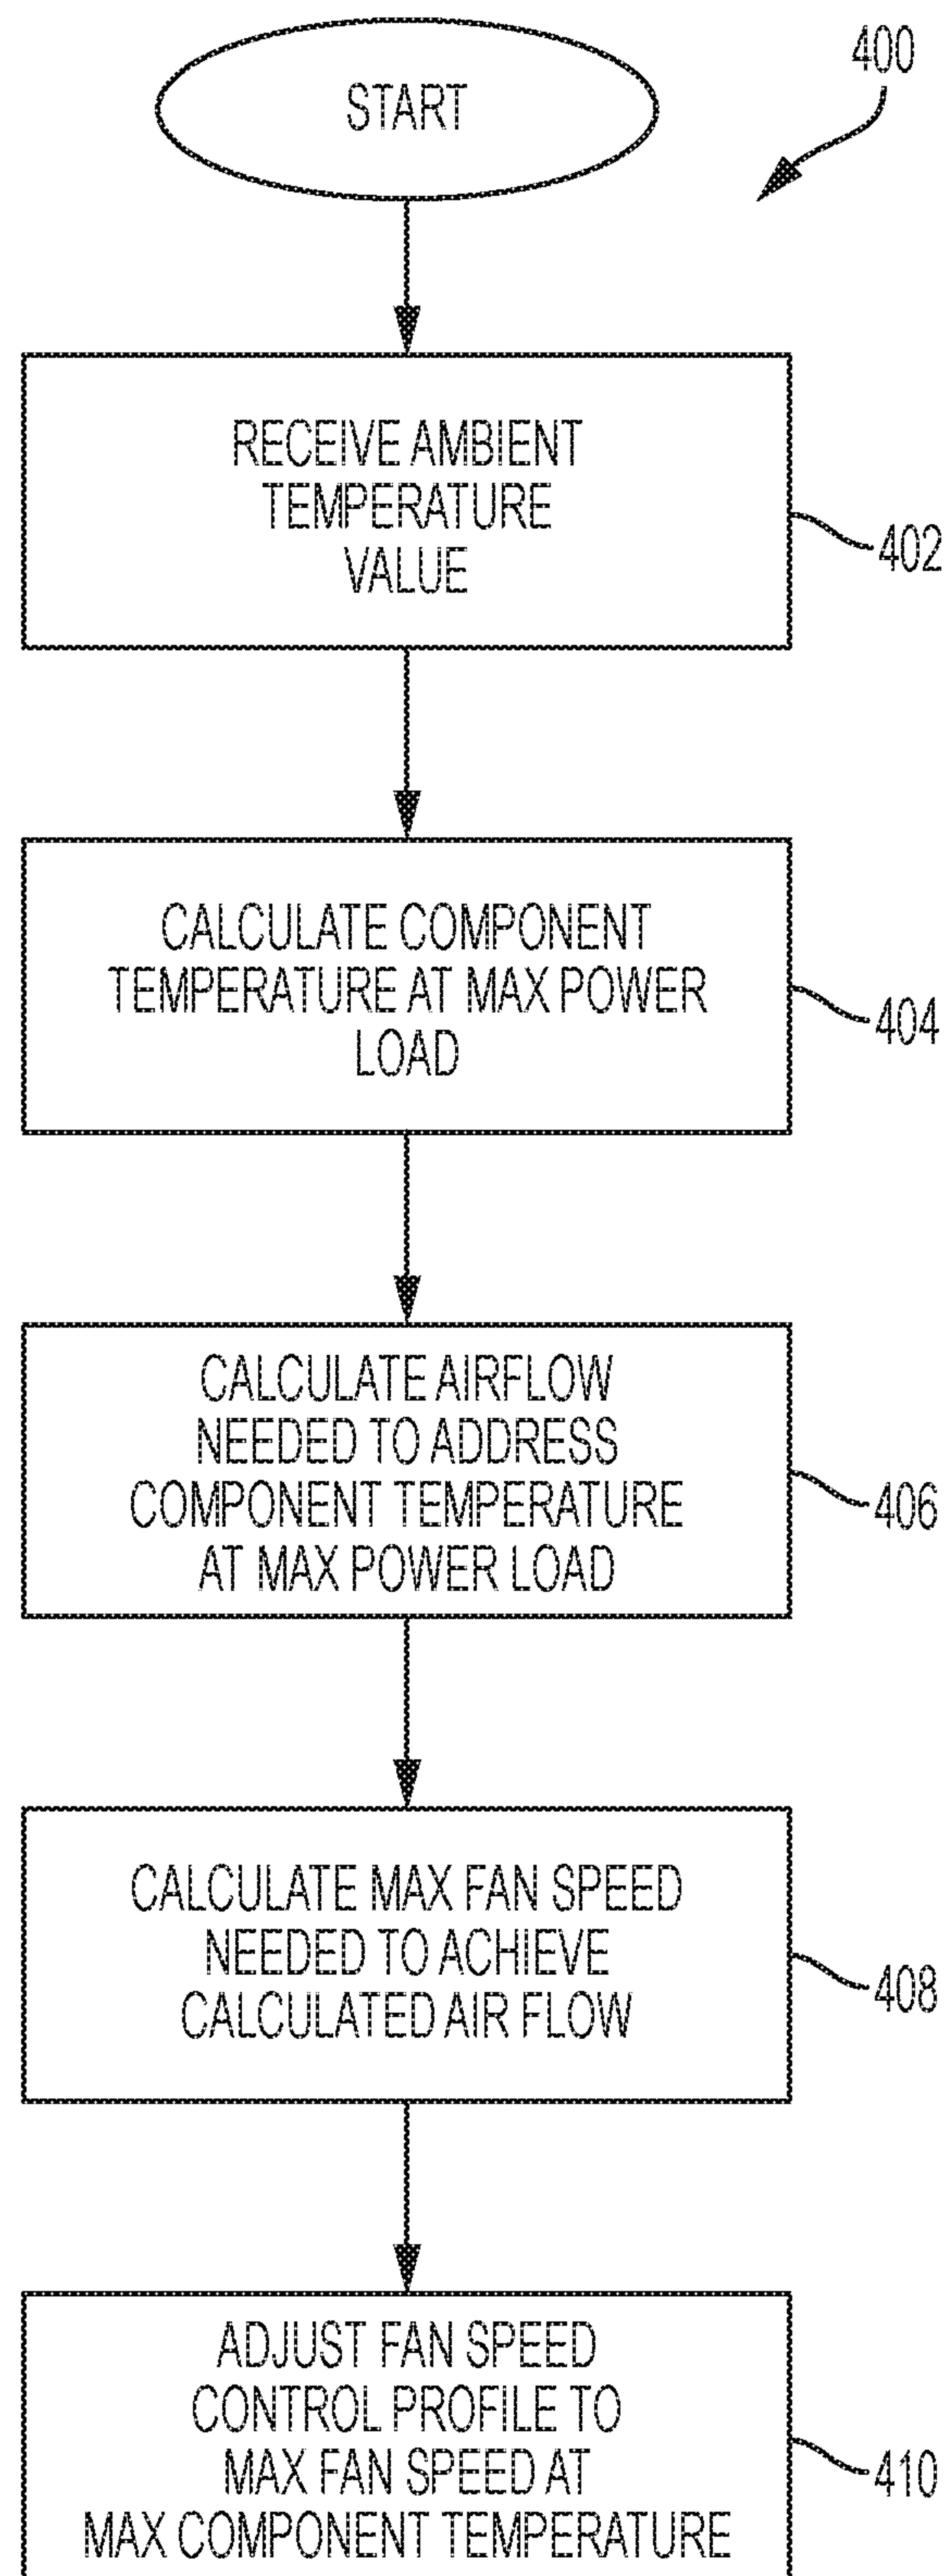 START
400
RECEIVE AMBIENT
TEMPERATURE
VALUE
402
CALCULATE COMPONENT
TEMPERATURE AT MAX POWER
LOAD
404
CALCULATE AIRFLOW
NEEDED TO ADDRESS
COMPONENT TEMPERATURE
AT MAX POWER LOAD
406
CALCULATE MAX FAN SPEED
NEEDED TO ACHIEVE
CALCULATED AIR FLOW
408
ADJUST FAN SPEED
CONTROL PROFILE TO
MAX FAN SPEED AT
MAX COMPONENT TEMPERATURE
410